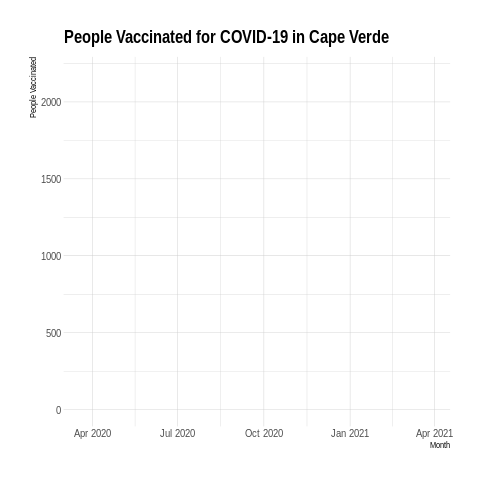 People Vaccinated for COVID-19 in Cape Verde
People Vaccinated
2000
1500
1000
500
0
Apr 2020 Jul 2020 Oct 2020 Jan 2021 Apr 2021
Month